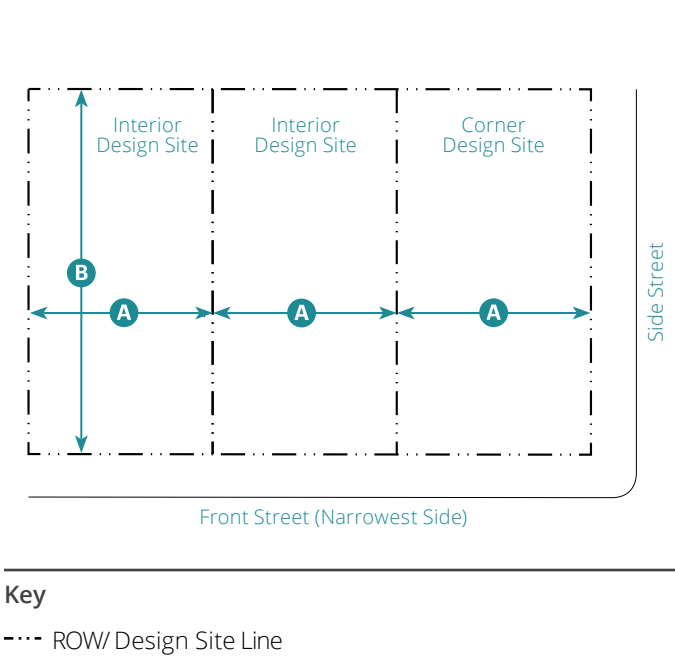 Interior
Design Site
Interior
Design Site
Corner
Design Site
B
A
A
A
Side Street
Front Street (Narrowest Side)
Key
ROW/ Design Site Line